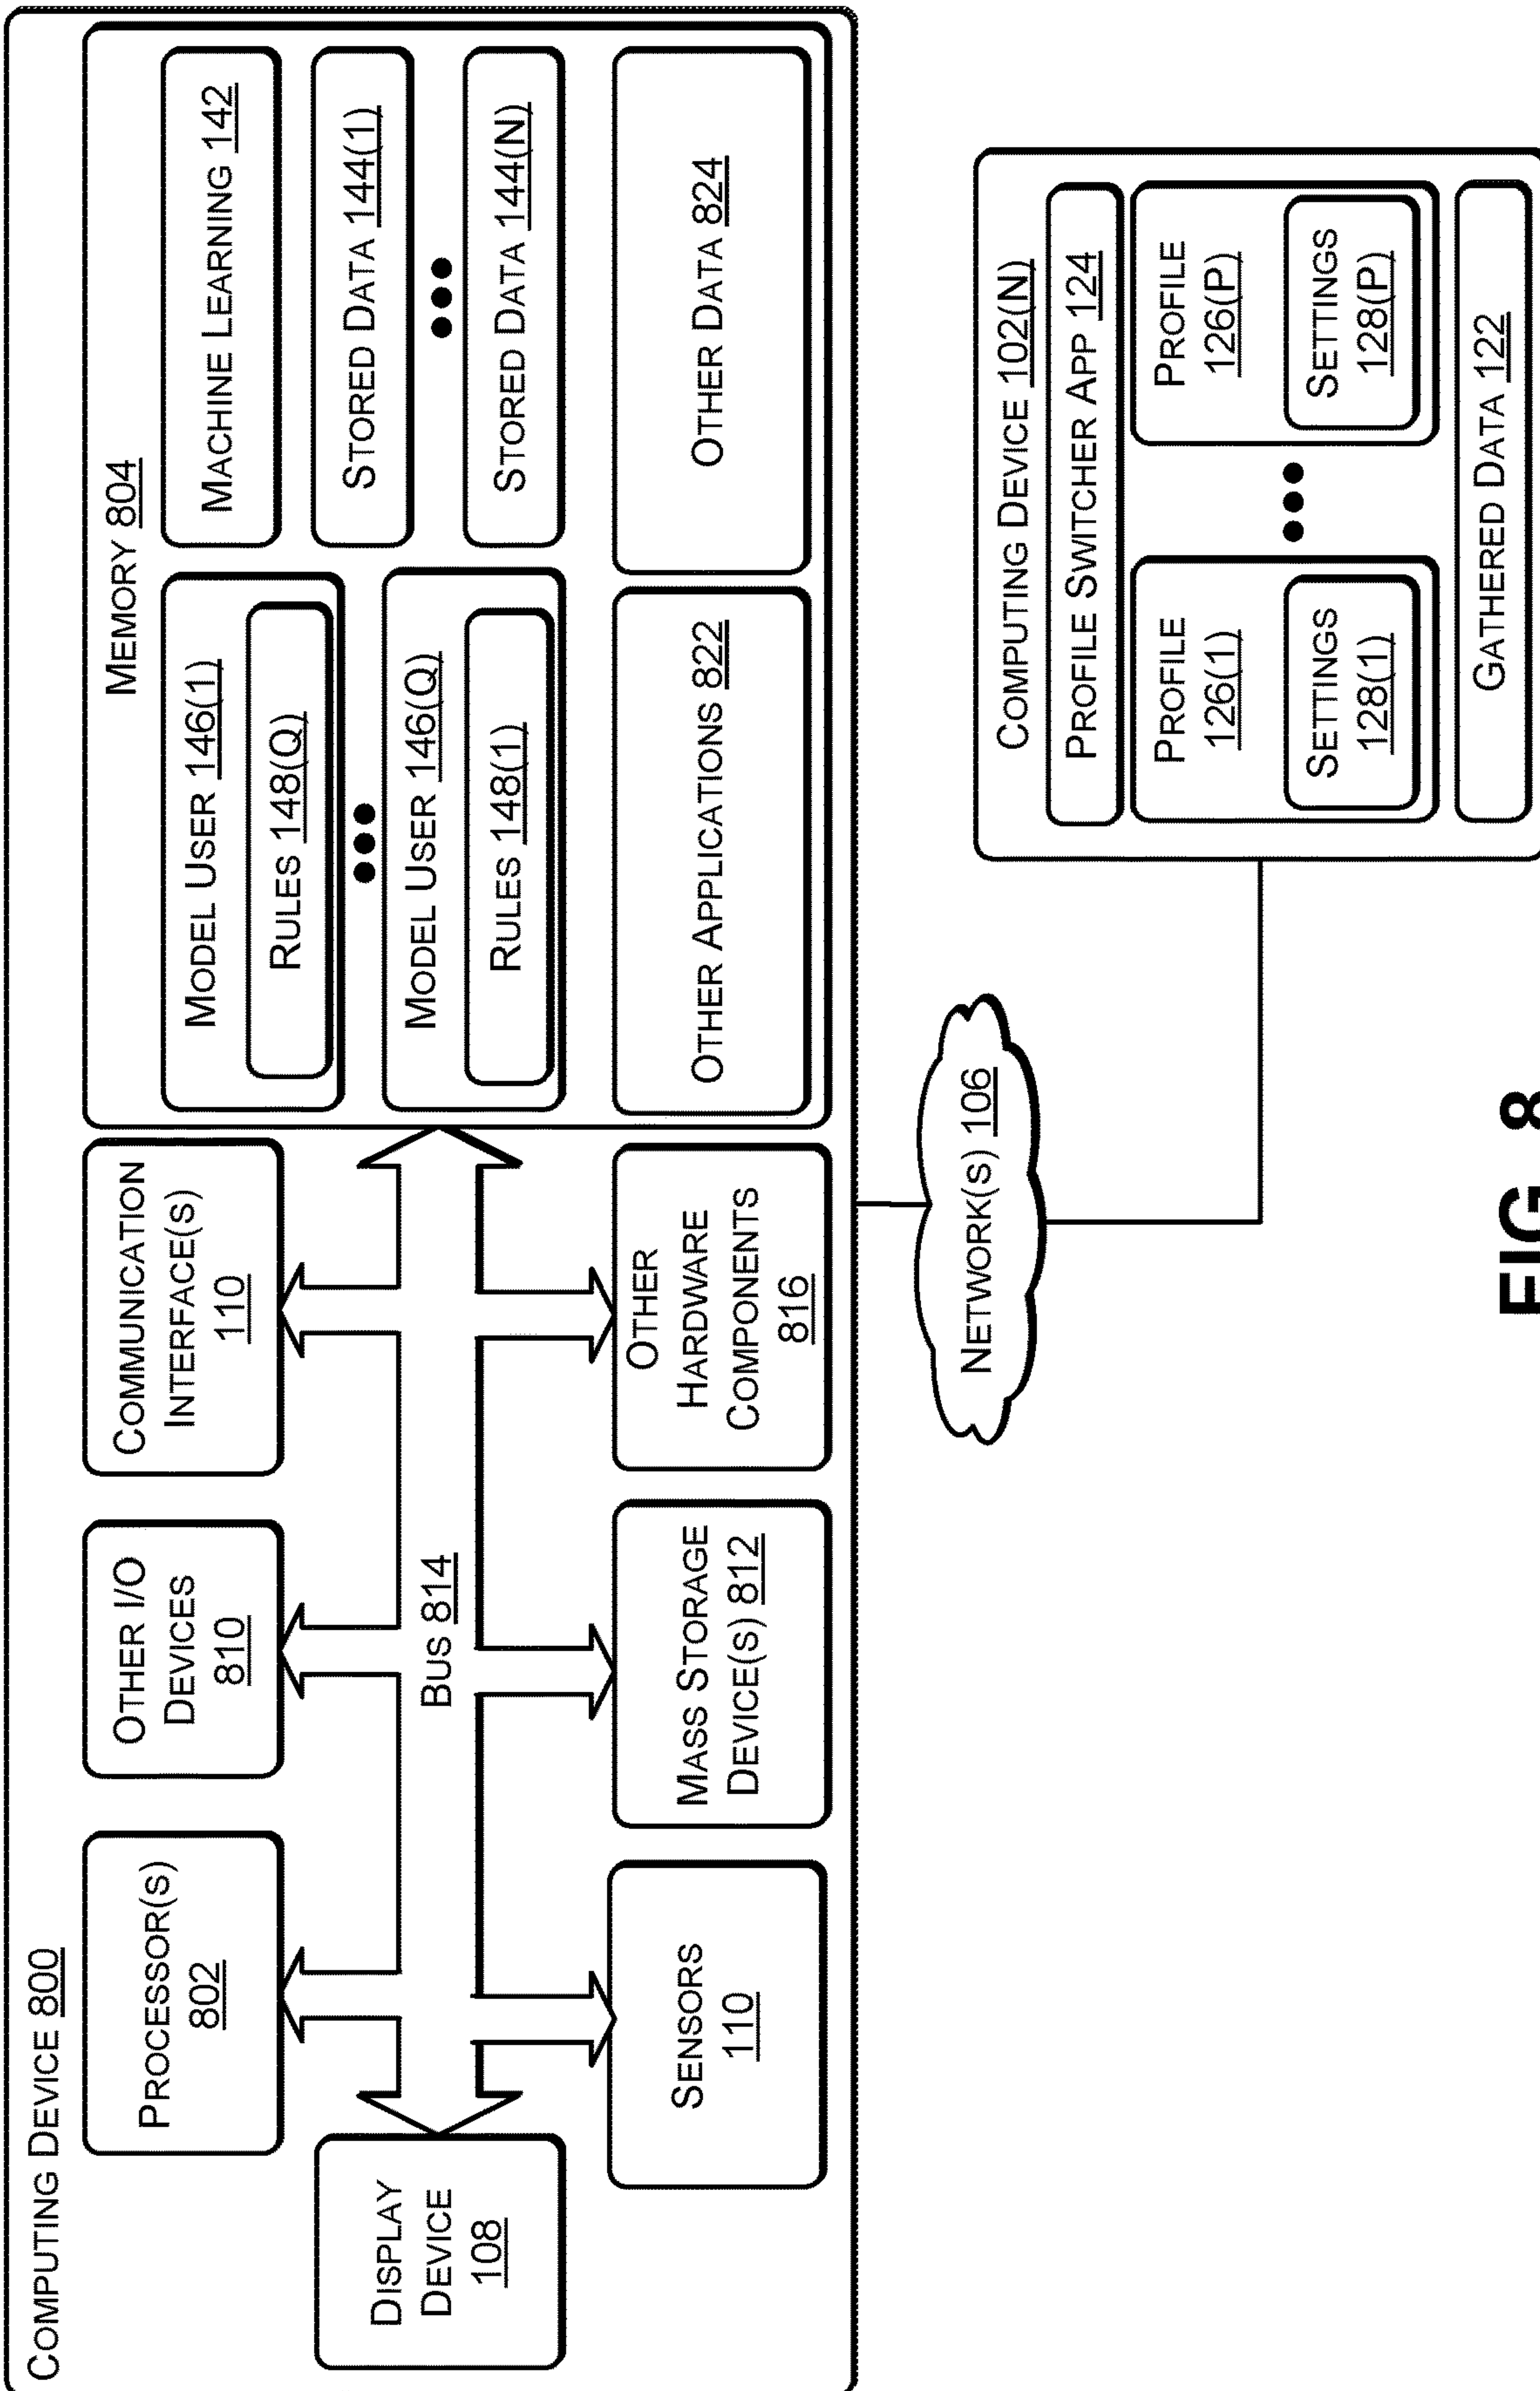 COMPUTING DEVICE 800
PROCESSOR(S)
802
OTHER I/O
DEVICES
810
COMMUNICATION
INTERFACE(S)
110
DISPLAY
DEVICE
108
BUS 814
SENSORS
110
MASS STORAGE
DEVICE(S) 812
OTHER
HARDWARE
COMPONENTS
816
MEMORY 804
MODEL USER 146(1)
RULES 148(Q)
MODEL USER 146(Q)
RULES 148(1)
OTHER APPLICATIONS 822
MACHINE LEARNING 142
STORED DATA 144(1)
STORED DATA 144(N)
OTHER DATA 824
NETWORK(S) 106
COMPUTING DEVICE 102(N)
PROFILE SWITCHER APP 124
PROFILE
126(1)
SETTINGS
128(1)
PROFILE
126(P)
SETTINGS
128(P)
GATHERED DATA 122
FIG. 8